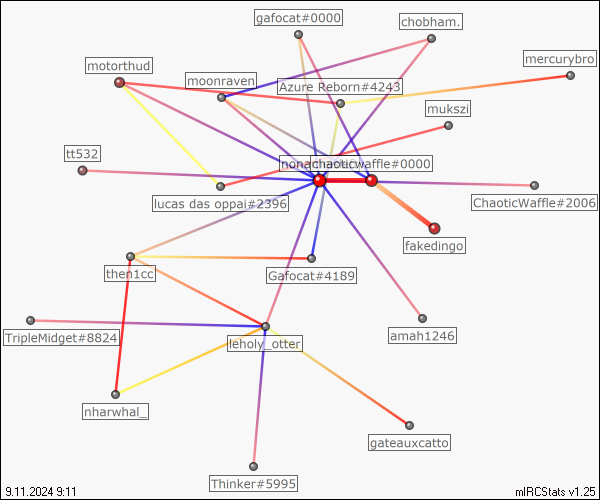 gafocat#0000
chobham.
mercurybro
motorthud
moonraven
Azure Reborn#4243
mukszi
tt532
chaoticwaffle#0000
lucas das oppai#2396
ChaoticWaffle#2006
fakedingo
then1cc
Gafocat#4189
TripleMidget#8824
leholy_otter
amah1246
nharwhal_
gateauxcatto
Thinker#5995
9.11.2024 9:11
mIRCStats v1.25